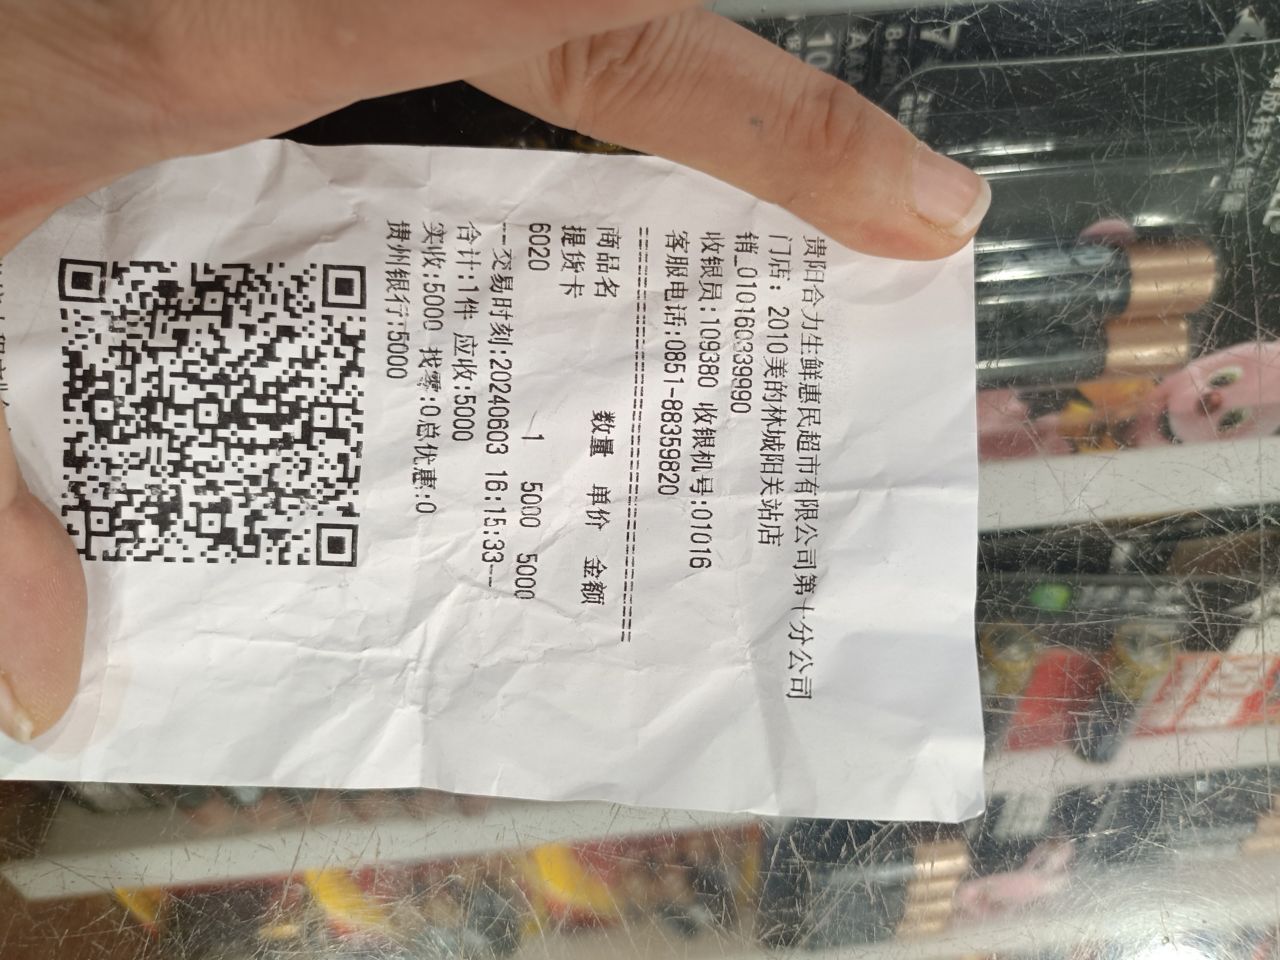 贵阳合力生鲜惠民超市有限公司第十分公司
门店: 2010美的林城阳关站店
销_010160339990
收银员:109380 收银机号:01016
客服电话:0851-88359820
商品名 数量 单价 金额
提货卡
6020 1 5000 5000
---交易时刻:20240603 16:15:33---
合计:1件 应收:5000
实收:5000 找零:0总优惠:0
贵州银行:5000